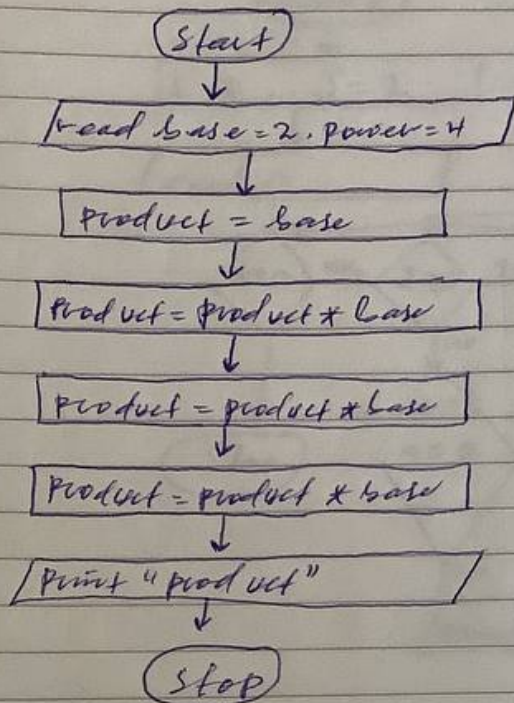 Start
read base = 2. power = 4
product = base
Product = product * base
product = product * base
Product = product * base
print "product"
Stop